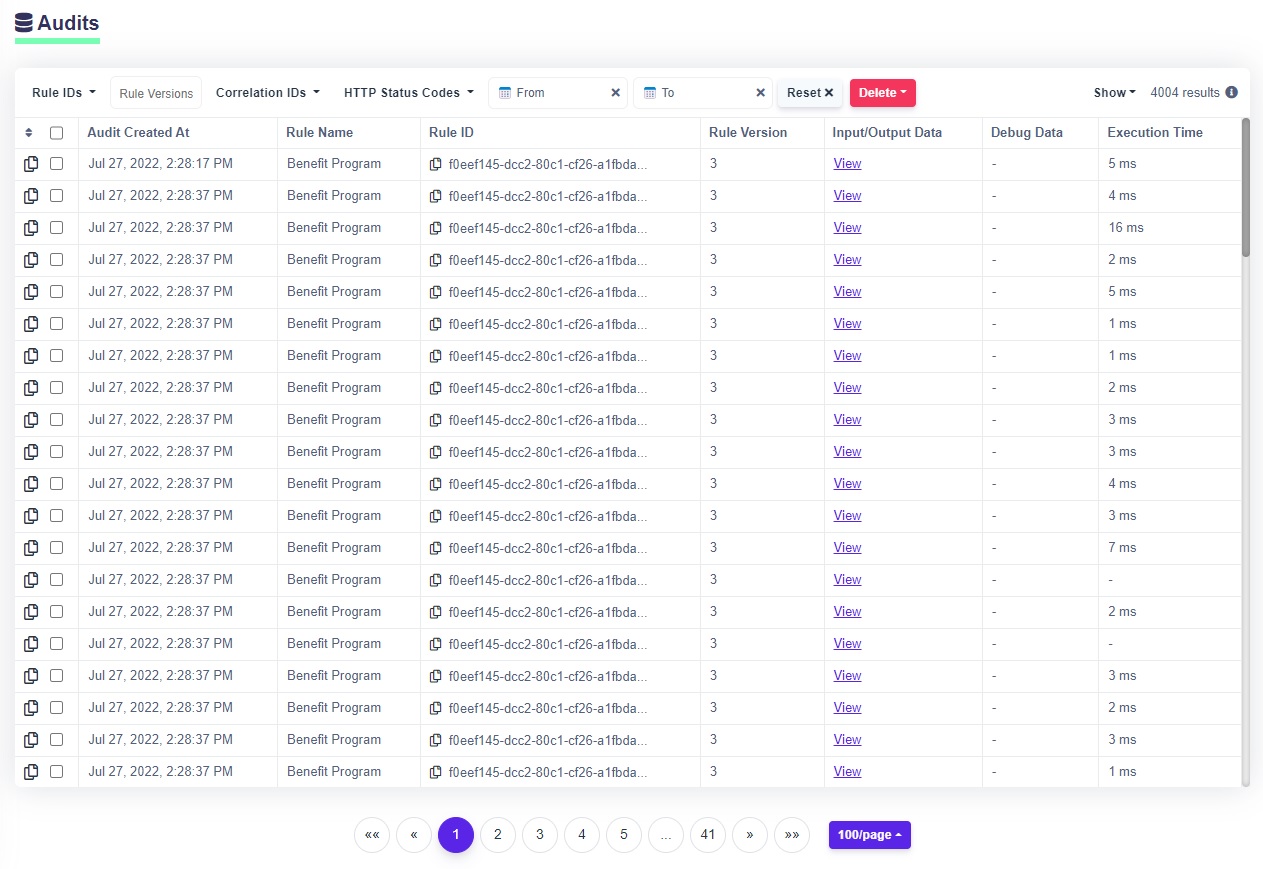 Audits
Rule IDs Rule Versions Correlation IDs HTTP Status Codes From × To × Reset × Delete Show 4004 results
Audit Created At Rule Name Rule ID Rule Version Input/Output Data Debug Data Execution Time
Jul 27, 2022, 2:28:17 PM Benefit Program f0eef145-dcc2-80c1-cf26-a1fbda... 3 View - 5 ms
Jul 27, 2022, 2:28:37 PM Benefit Program f0eef145-dcc2-80c1-cf26-a1fbda... 3 View - 4 ms
Jul 27, 2022, 2:28:37 PM Benefit Program f0eef145-dcc2-80c1-cf26-a1fbda... 3 View - 16 ms
Jul 27, 2022, 2:28:37 PM Benefit Program f0eef145-dcc2-80c1-cf26-a1fbda... 3 View - 2 ms
Jul 27, 2022, 2:28:37 PM Benefit Program f0eef145-dcc2-80c1-cf26-a1fbda... 3 View - 5 ms
Jul 27, 2022, 2:28:37 PM Benefit Program f0eef145-dcc2-80c1-cf26-a1fbda... 3 View - 1 ms
Jul 27, 2022, 2:28:37 PM Benefit Program f0eef145-dcc2-80c1-cf26-a1fbda... 3 View - 1 ms
Jul 27, 2022, 2:28:37 PM Benefit Program f0eef145-dcc2-80c1-cf26-a1fbda... 3 View - 2 ms
Jul 27, 2022, 2:28:37 PM Benefit Program f0eef145-dcc2-80c1-cf26-a1fbda... 3 View - 3 ms
Jul 27, 2022, 2:28:37 PM Benefit Program f0eef145-dcc2-80c1-cf26-a1fbda... 3 View - 3 ms
Jul 27, 2022, 2:28:37 PM Benefit Program f0eef145-dcc2-80c1-cf26-a1fbda... 3 View - 4 ms
Jul 27, 2022, 2:28:37 PM Benefit Program f0eef145-dcc2-80c1-cf26-a1fbda... 3 View - 3 ms
Jul 27, 2022, 2:28:37 PM Benefit Program f0eef145-dcc2-80c1-cf26-a1fbda... 3 View - 7 ms
Jul 27, 2022, 2:28:37 PM Benefit Program f0eef145-dcc2-80c1-cf26-a1fbda... 3 View - -
Jul 27, 2022, 2:28:37 PM Benefit Program f0eef145-dcc2-80c1-cf26-a1fbda... 3 View - 2 ms
Jul 27, 2022, 2:28:37 PM Benefit Program f0eef145-dcc2-80c1-cf26-a1fbda... 3 View - -
Jul 27, 2022, 2:28:37 PM Benefit Program f0eef145-dcc2-80c1-cf26-a1fbda... 3 View - 3 ms
Jul 27, 2022, 2:28:37 PM Benefit Program f0eef145-dcc2-80c1-cf26-a1fbda... 3 View - 2 ms
Jul 27, 2022, 2:28:37 PM Benefit Program f0eef145-dcc2-80c1-cf26-a1fbda... 3 View - 3 ms
Jul 27, 2022, 2:28:37 PM Benefit Program f0eef145-dcc2-80c1-cf26-a1fbda... 3 View - 1 ms
«« « 1 2 3 4 5 ... 41 » »» 100/page